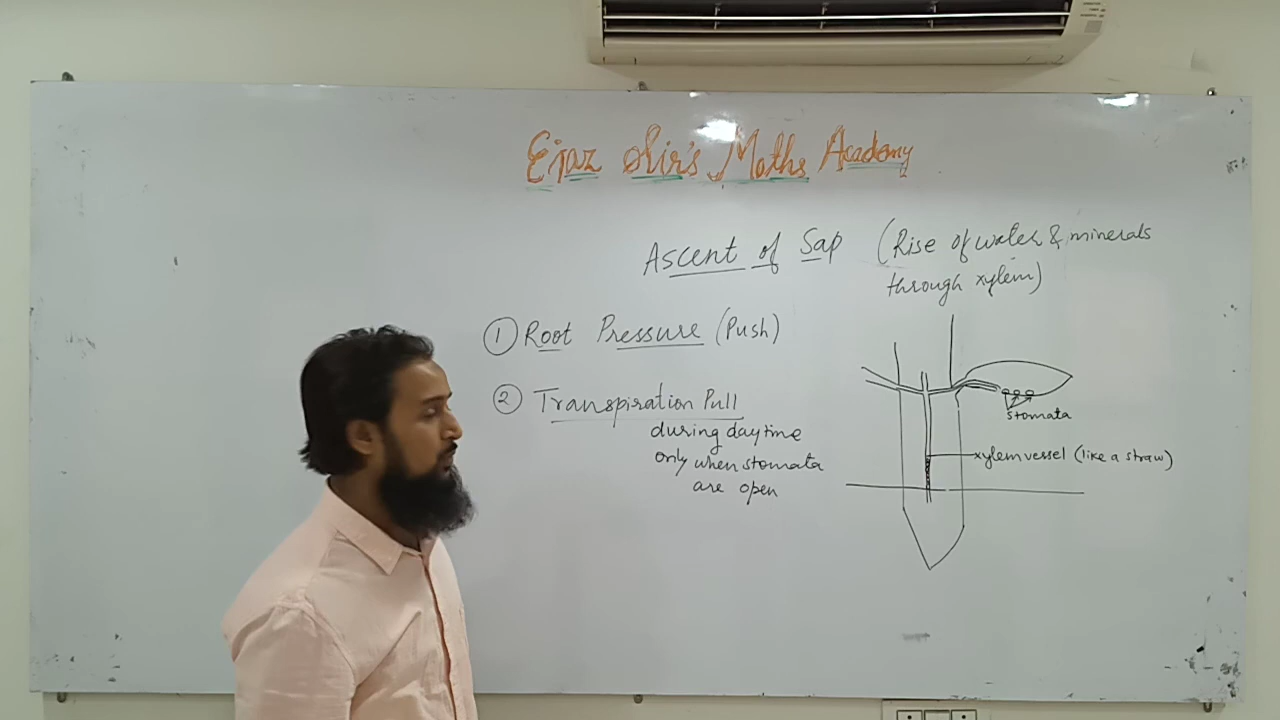 Ejaz Sir's Maths Academy
Ascent of Sap (Rise of water & minerals
through xylem)
① Root Pressure (Push)
② Transpiration Pull
during daytime
only when stomata
are open
stomata
xylem vessel (like a straw)